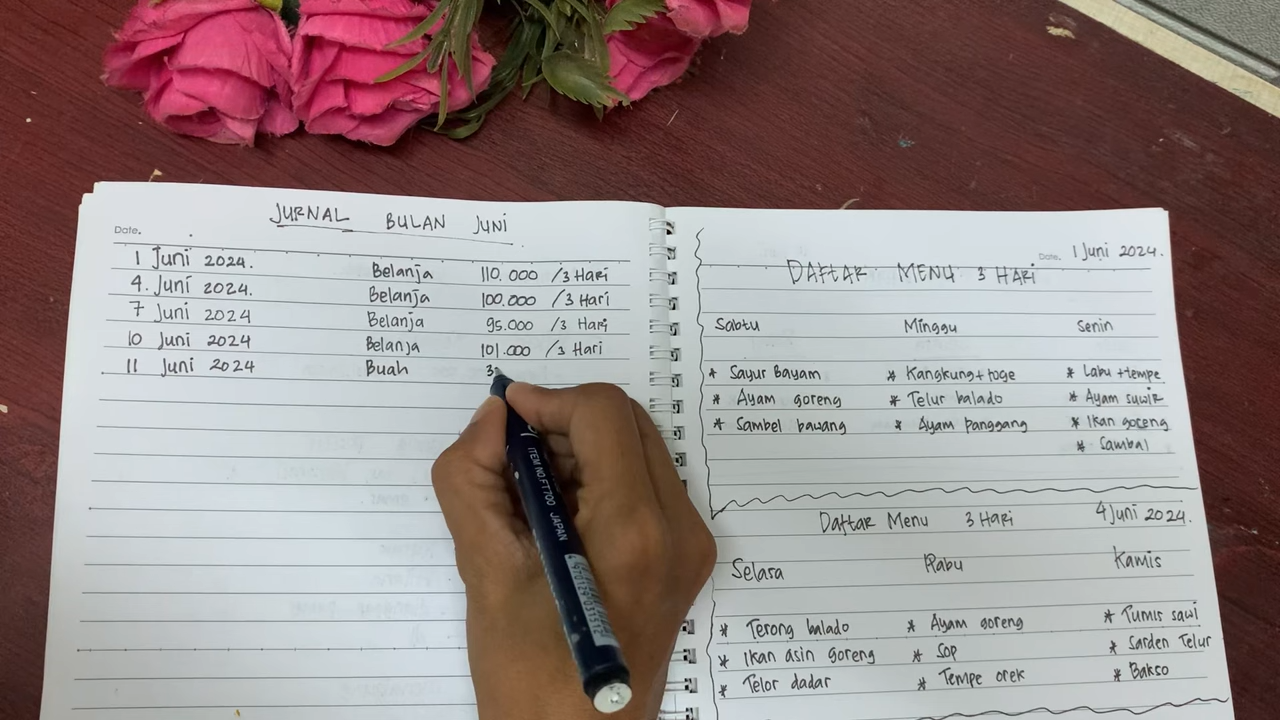 JURNAL BULAN JUNI
Date.
1 Juni 2024. Belanja 110.000 /3 Hari
4. Juni 2024. Belanja 100.000 /3 Hari
7 Juni 2024 Belanja 95.000 /3 Hari
10 Juni 2024 Belanja 101.000 /3 Hari
11 Juni 2024 Buah 3
Date. 1 Juni 2024.
DAFTAR MENU 3 HARI
Sabtu Minggu Senin
* Sayur Bayam * Kangkung+toge * Labu+tempe
* Ayam goreng * Telur balado * Ayam suwir
* Sambel bawang * Ayam panggang * Ikan goreng
* Sambal
Daftar Menu 3 Hari 4 Juni 2024.
Selasa Rabu Kamis
* Terong balado * Ayam goreng * Tumis sawi
* Ikan asin goreng * Sop * Sarden Telur
* Telor dadar * Tempe orek * Bakso
ITEM NO.FT700 JAPAN